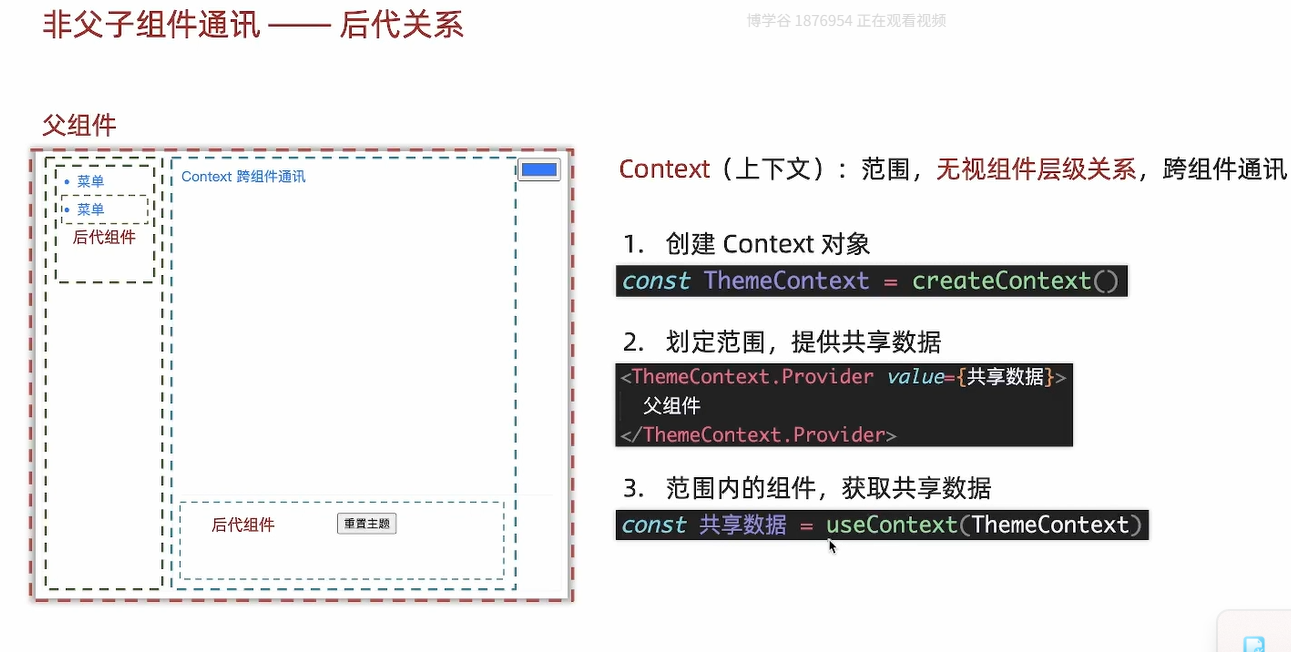 非父子组件通讯 —— 后代关系
博学谷 1876954 正在观看视频
父组件
• 菜单
• 菜单
后代组件
Context 跨组件通讯
后代组件
重置主题
Context（上下文）：范围，无视组件层级关系，跨组件通讯
1. 创建 Context 对象
const ThemeContext = createContext()
2. 划定范围，提供共享数据
<ThemeContext.Provider value={共享数据}>
父组件
</ThemeContext.Provider>
3. 范围内的组件，获取共享数据
const 共享数据 = useContext(ThemeContext)